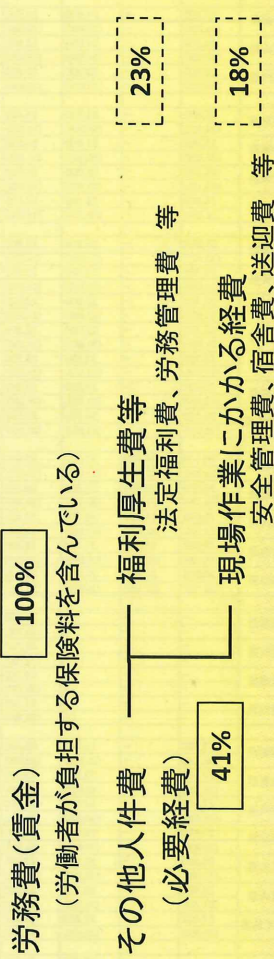 労務費(賃金) 100%
(労働者が負担する保険料を含んでいる)
その他人件費
(必要経費)
41%
福利厚生費等 23%
法定福利費、労務管理費 等
現場作業にかかる経費 18%
安全管理費、宿舎費、送迎費 等